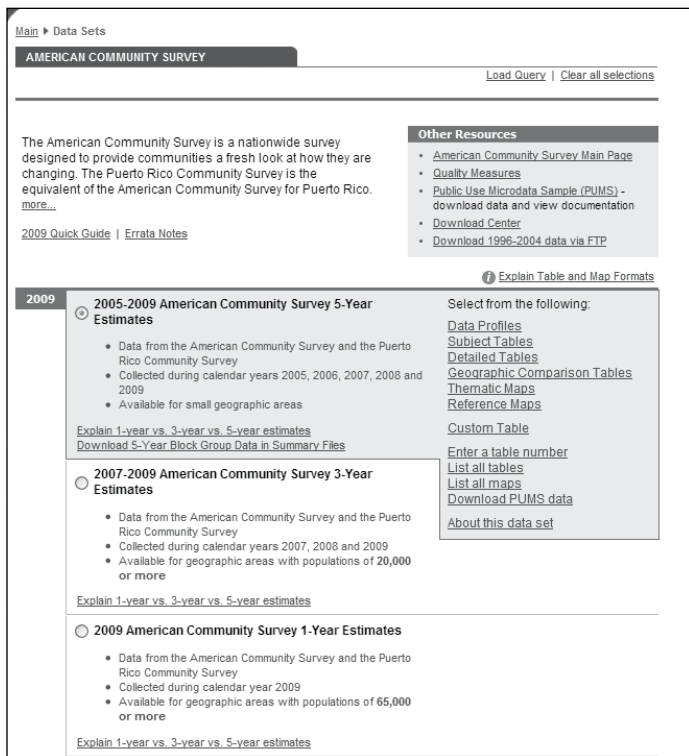 Main ▶ Data Sets
AMERICAN COMMUNITY SURVEY
Load Query | Clear all selections
The American Community Survey is a nationwide survey
designed to provide communities a fresh look at how they are
changing. The Puerto Rico Community Survey is the
equivalent of the American Community Survey for Puerto Rico.
more...
2009 Quick Guide | Errata Notes
Other Resources
• American Community Survey Main Page
• Quality Measures
• Public Use Microdata Sample (PUMS) -
download data and view documentation
• Download Center
• Download 1996-2004 data via FTP
i Explain Table and Map Formats
2009
2005-2009 American Community Survey 5-Year
Estimates
• Data from the American Community Survey and the Puerto
Rico Community Survey
• Collected during calendar years 2005, 2006, 2007, 2008 and
2009
• Available for small geographic areas
Explain 1-year vs. 3-year vs. 5-year estimates
Download 5-Year Block Group Data in Summary Files
Select from the following:
Data Profiles
Subject Tables
Detailed Tables
Geographic Comparison Tables
Thematic Maps
Reference Maps
Custom Table
Enter a table number
List all tables
List all maps
Download PUMS data
About this data set
2007-2009 American Community Survey 3-Year
Estimates
• Data from the American Community Survey and the Puerto
Rico Community Survey
• Collected during calendar years 2007, 2008 and 2009
• Available for geographic areas with populations of 20,000
or more
Explain 1-year vs. 3-year vs. 5-year estimates
2009 American Community Survey 1-Year Estimates
• Data from the American Community Survey and the Puerto
Rico Community Survey
• Collected during calendar year 2009
• Available for geographic areas with populations of 65,000
or more
Explain 1-year vs. 3-year vs. 5-year estimates